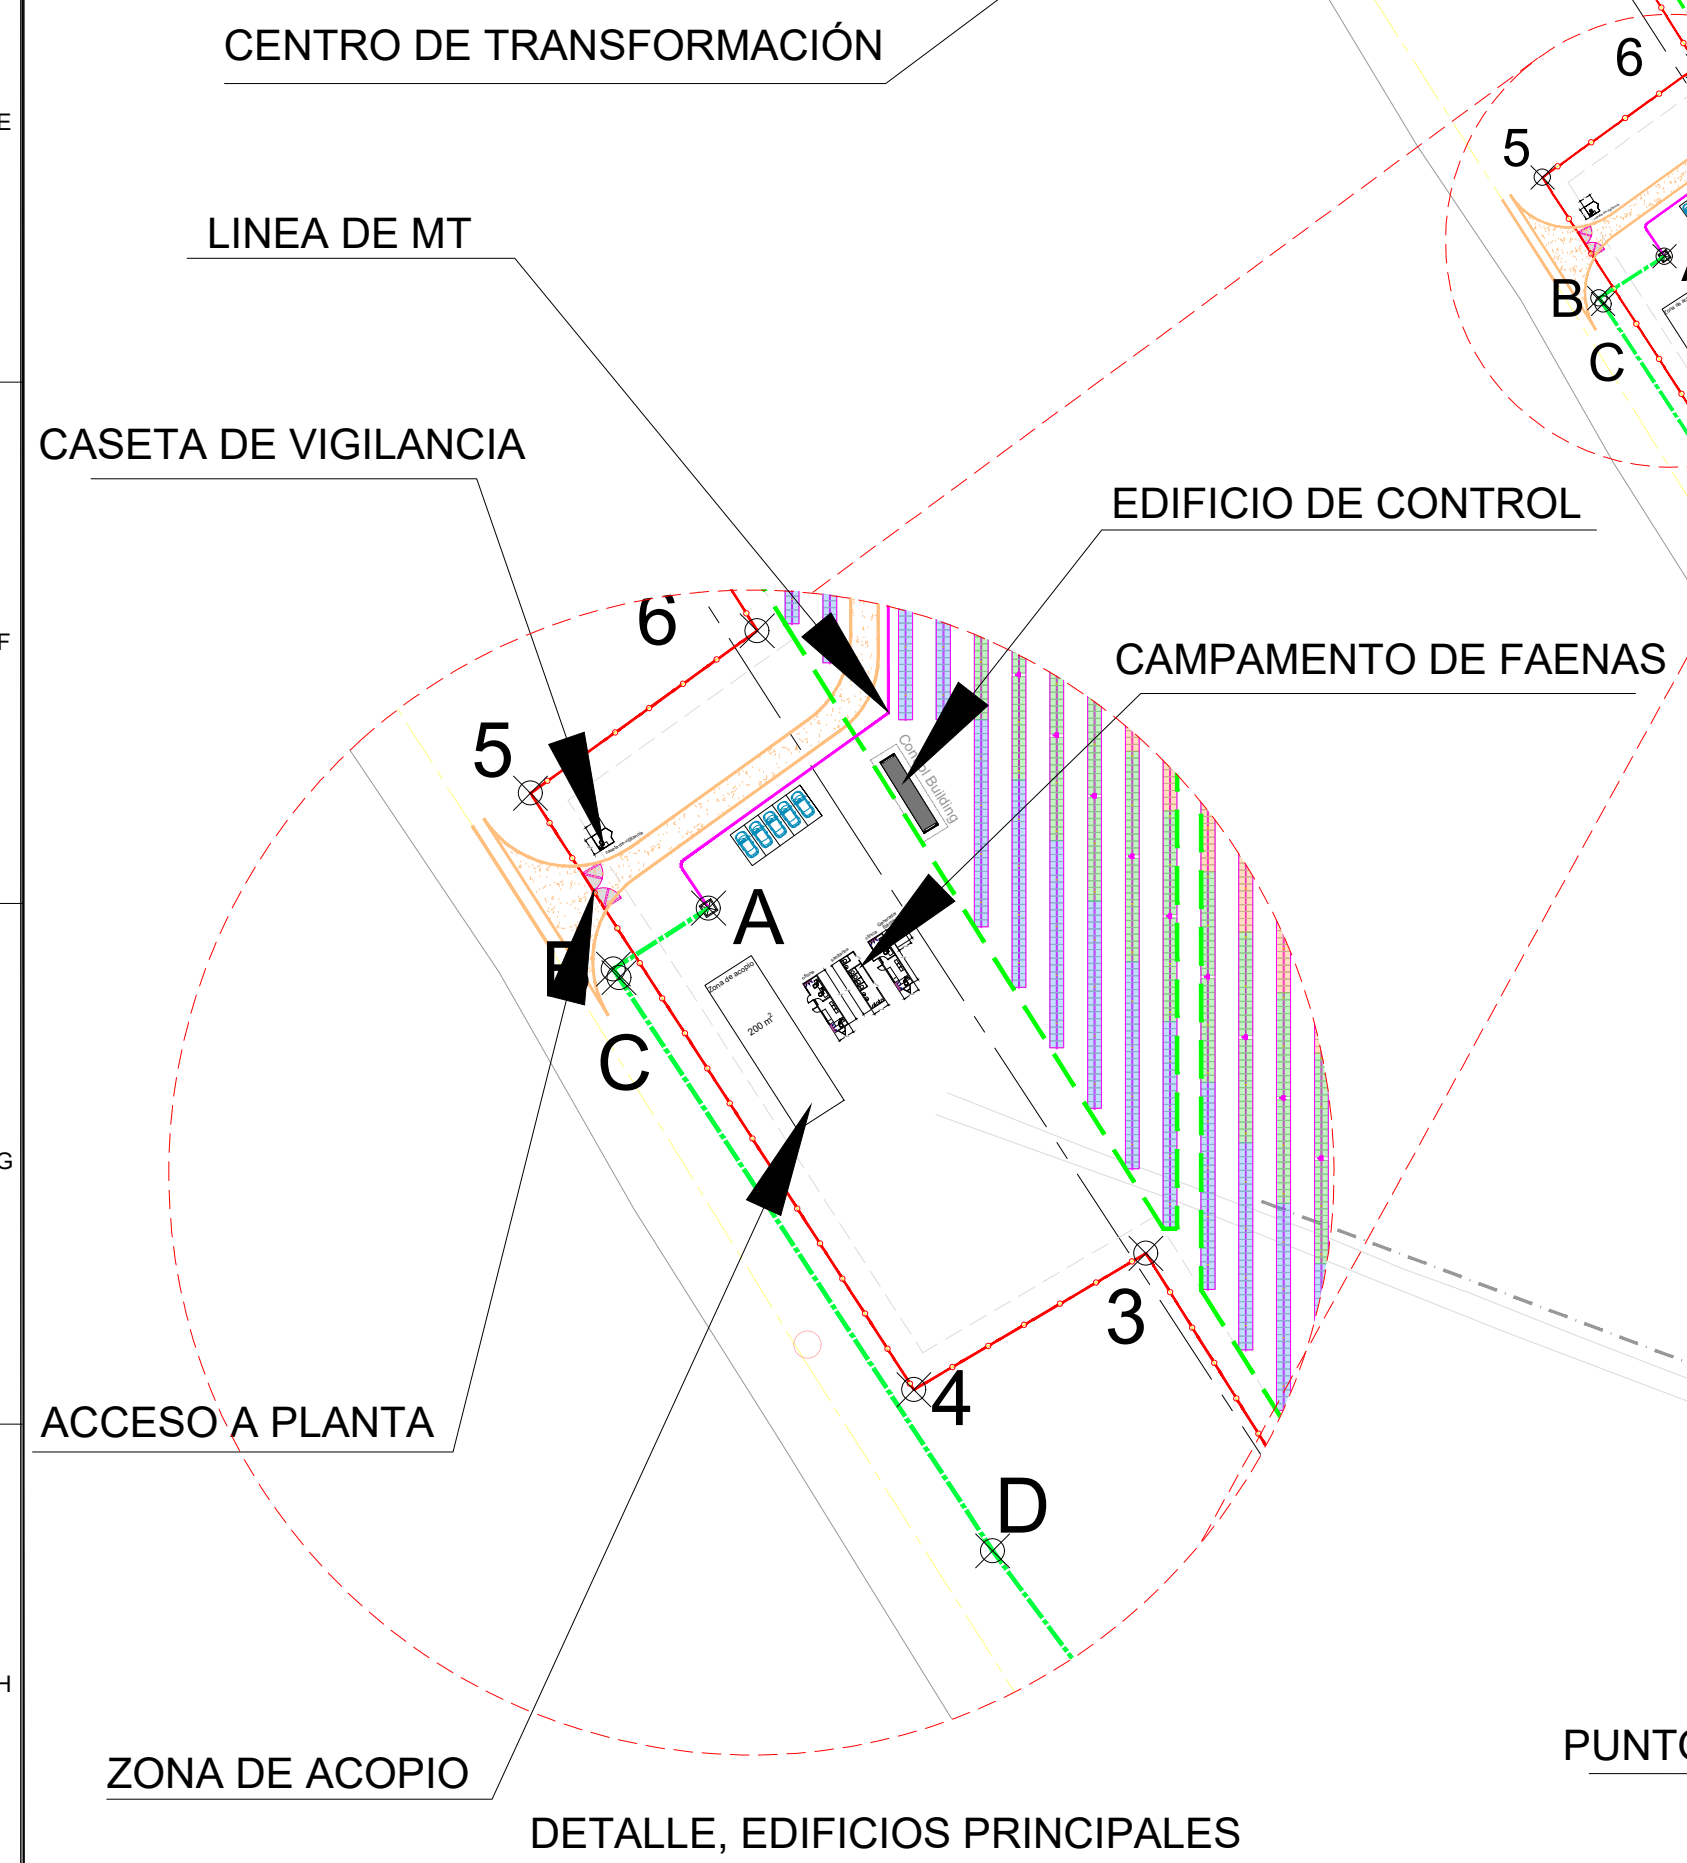 CENTRO DE TRANSFORMACIÓN
6
E
5
LINEA DE MT
B
C
CASETA DE VIGILANCIA
EDIFICIO DE CONTROL
6
F
CAMPAMENTO DE FAENAS
5
Control Building
A
B
Zona de acopio
200 m²
C
G
3
4
ACCESO A PLANTA
D
H
PUNTO
ZONA DE ACOPIO
DETALLE, EDIFICIOS PRINCIPALES